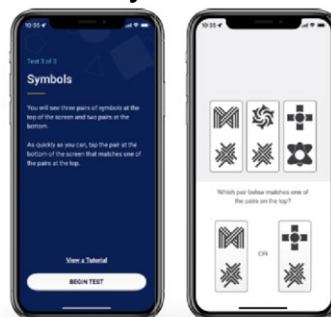 10:35
Test 3 of 3
Symbols
You will see three pairs of symbols at the
top of the screen and two pairs at the
bottom.
As quickly as you can, tap the pair at the
bottom of the screen that matches one of
the pairs at the top.
View a Tutorial
BEGIN TEST
10:35
Which pair below matches one of
the pairs on the top?
OR